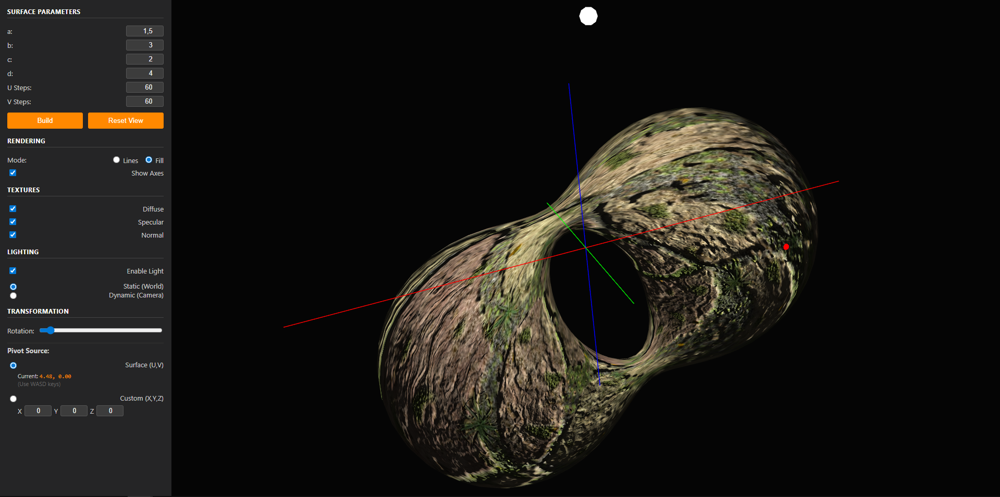 SURFACE PARAMETERS
a: 1,5
b: 3
c: 2
d: 4
U Steps: 60
V Steps: 60
Build Reset View
RENDERING
Mode: Lines Fill
Show Axes
TEXTURES
Diffuse
Specular
Normal
LIGHTING
Enable Light
Static (World)
Dynamic (Camera)
TRANSFORMATION
Rotation:
Pivot Source:
Surface (U,V)
Current: 4.48, 0.00
(Use WASD keys)
Custom (X,Y,Z)
X 0 Y 0 Z 0